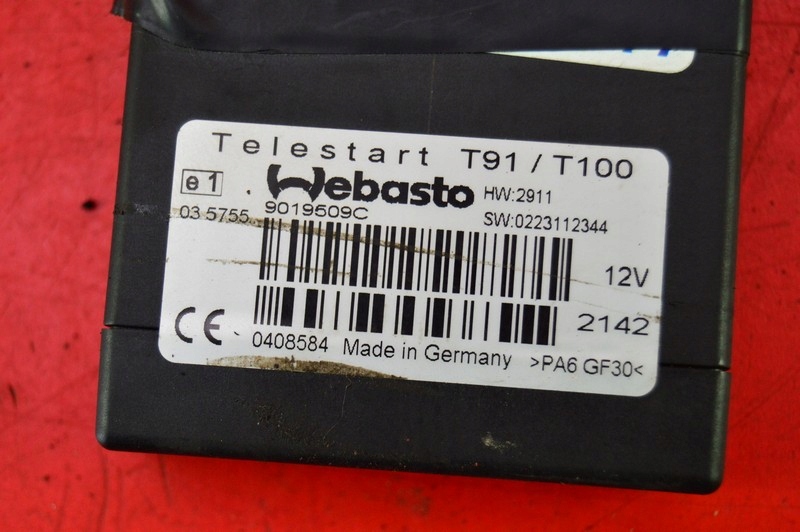 Telestart T91 / T100
e1
Webasto
HW:2911
03 5755
9019509C
SW:0223112344
12V
2142
CE
0408584 Made in Germany >PA6 GF30<